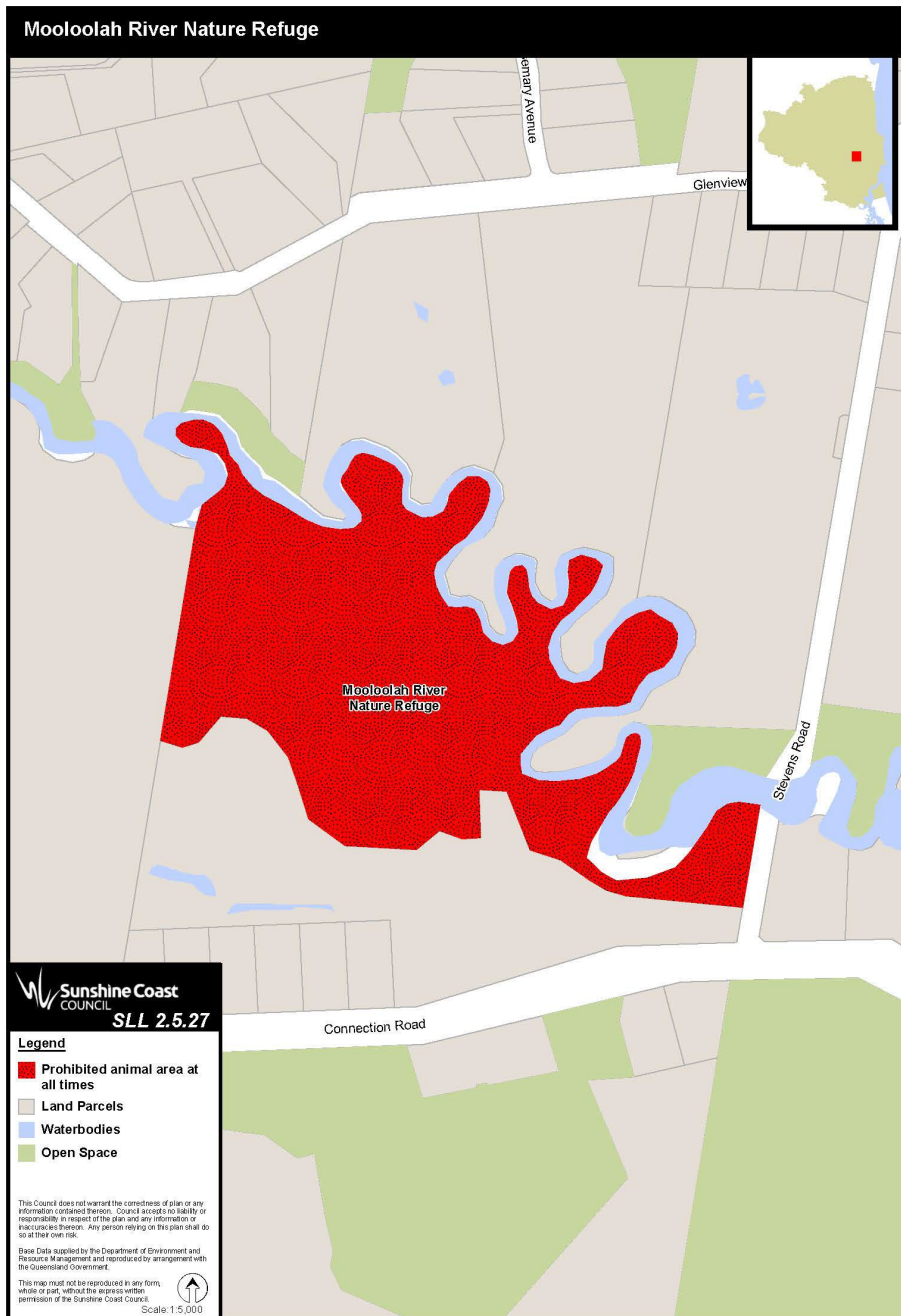 Mooloolah River Nature Refuge
emary Avenue
Glenview
Mooloolah River
Nature Refuge
Stevens Road
Connection Road
Sunshine Coast
COUNCIL
SLL 2.5.27
Legend
Prohibited animal area at
all times
Land Parcels
Waterbodies
Open Space
This Council does not warrant the correctness of plan or any
information contained thereon. Council accepts no liability or
responsibility in respect of the plan and any information or
inaccuracies thereon. Any person relying on this plan shall do
so at their own risk.
Base Data supplied by the Department of Environment and
Resource Management and reproduced by arrangement with
the Queensland Government.
This map must not be reproduced in any form,
whole or part, without the express written
permission of the Sunshine Coast Council.
Scale:1:5,000